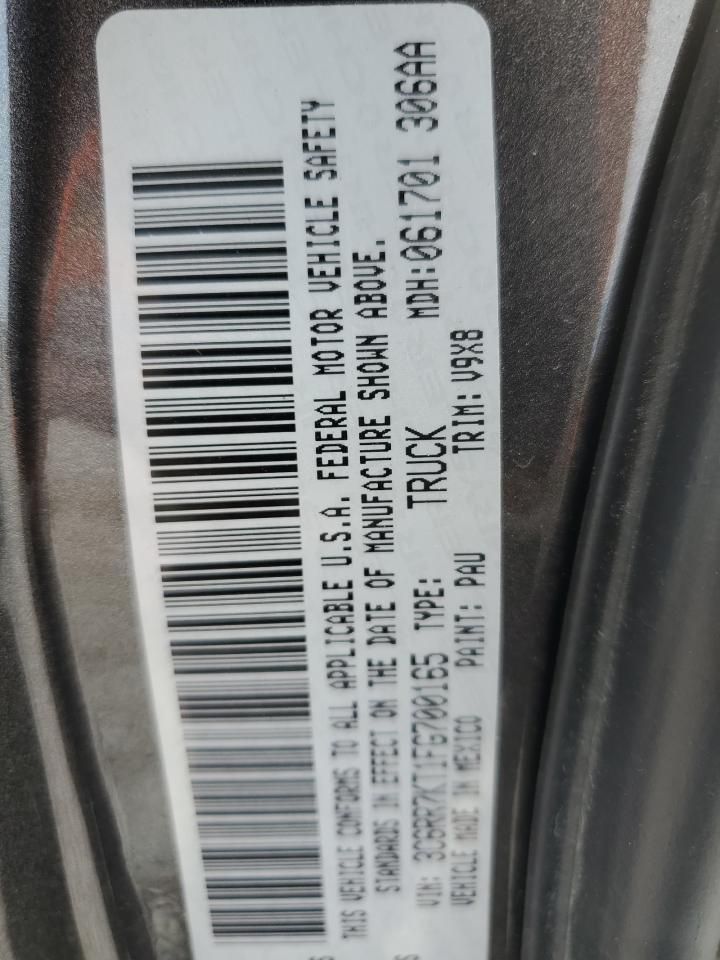 THIS VEHICLE CONFORMS TO ALL APPLICABLE U.S.A. FEDERAL MOTOR VEHICLE SAFETY
STANDARDS IN EFFECT ON THE DATE OF MANUFACTURE SHOWN ABOVE.
VIN: 3C6RR7KT1FG700165 TYPE: TRUCK MDH:061701 306AA
VEHICLE MADE IN MEXICO PAINT: PAU TRIM: V9X8